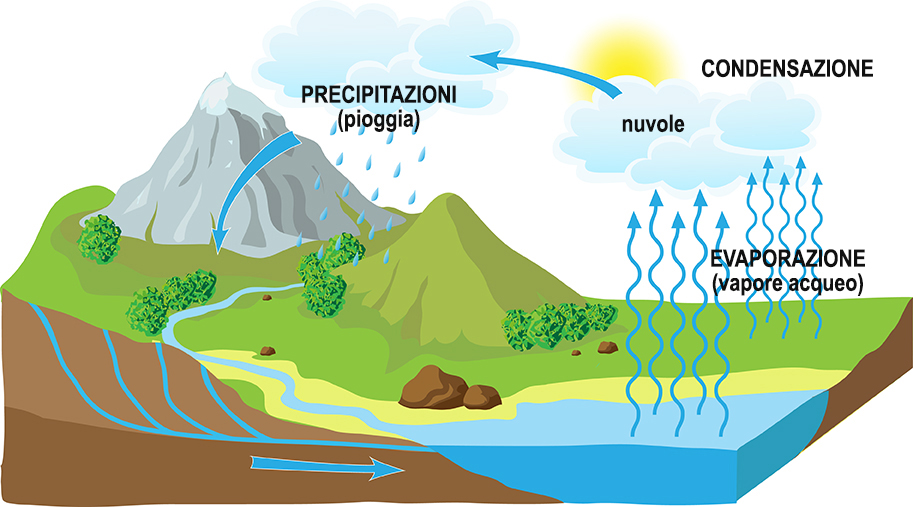 CONDENSAZIONE
PRECIPITAZIONI
(pioggia)
nuvole
EVAPORAZIONE
(vapore acqueo)